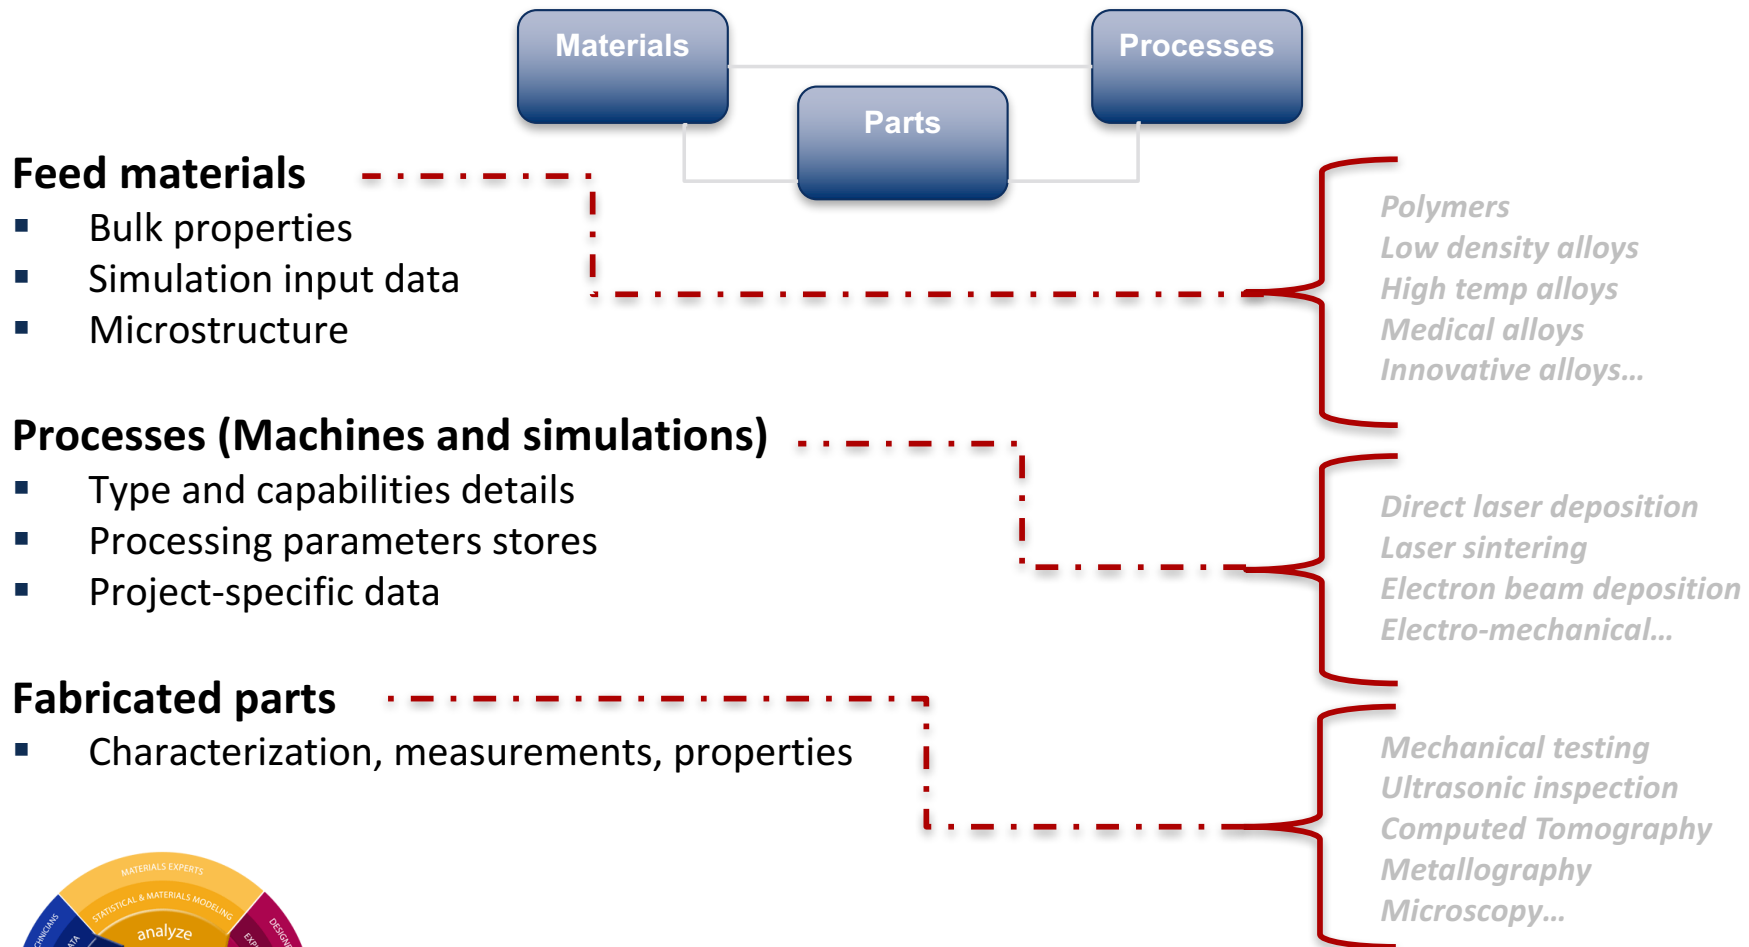 Materials
Processes
Parts
Feed materials
Bulk properties
Simulation input data
Microstructure
Polymers
Low density alloys
High temp alloys
Medical alloys
Innovative alloys…
Processes (Machines and simulations)
Type and capabilities details
Processing parameters stores
Project-specific data
Direct laser deposition
Laser sintering
Electron beam deposition
Electro-mechanical…
Fabricated parts
Characterization, measurements, properties
Mechanical testing
Ultrasonic inspection
Computed Tomography
Metallography
Microscopy…
MATERIALS EXPERTS
STATISTICAL & MATERIALS MODELING
analyze